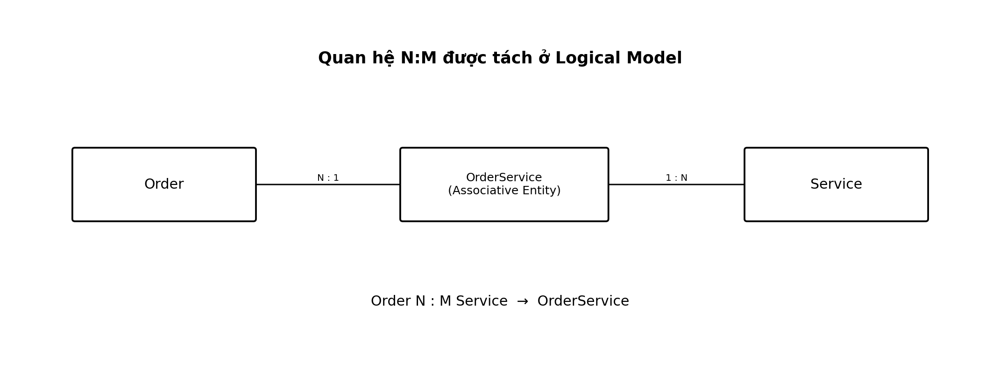 Quan hệ N:M được tách ở Logical Model
Order
N : 1
OrderService
(Associative Entity)
1 : N
Service
Order N : M Service → OrderService